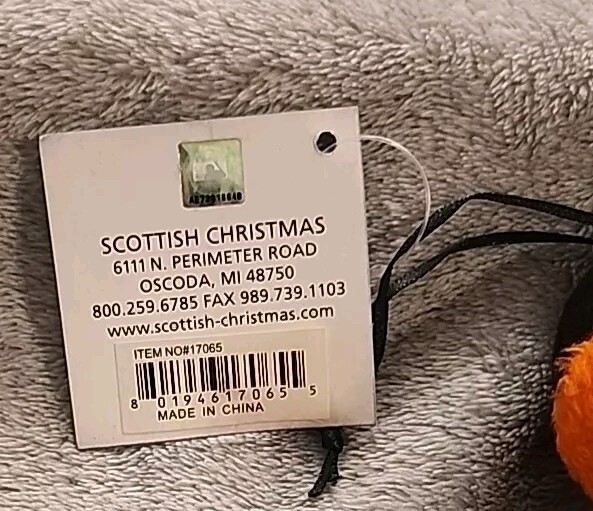 SCOTTISH CHRISTMAS
6111 N. PERIMETER ROAD
OSCODA, MI 48750
800.259.6785 FAX 989.739.1103
www.scottish-christmas.com
ITEM NO#17065
8 0194617065 5
MADE IN CHINA